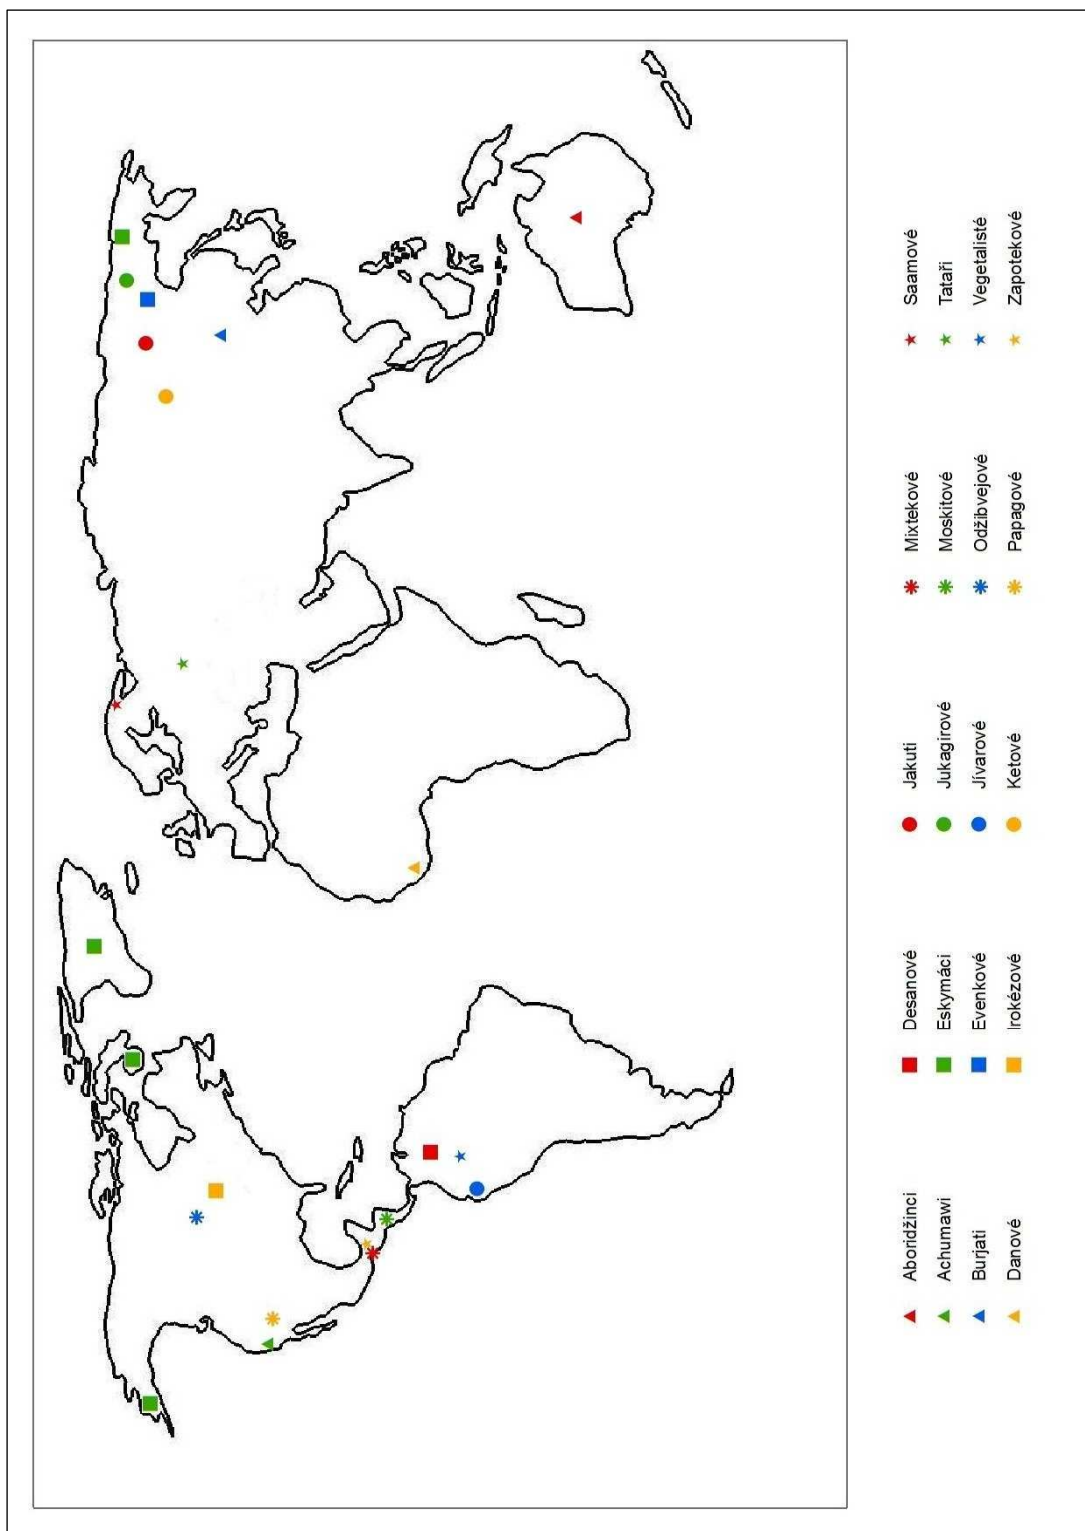 Aboridžinci
Achumawi
Burjati
Danové
Desanové
Eskymáci
Evenkové
Irokézové
Jakuti
Jukagirové
Jívarové
Ketové
Mixtekové
Moskitové
Odžibvejové
Papagové
Saamové
Tataři
Vegetalisté
Zapotekové